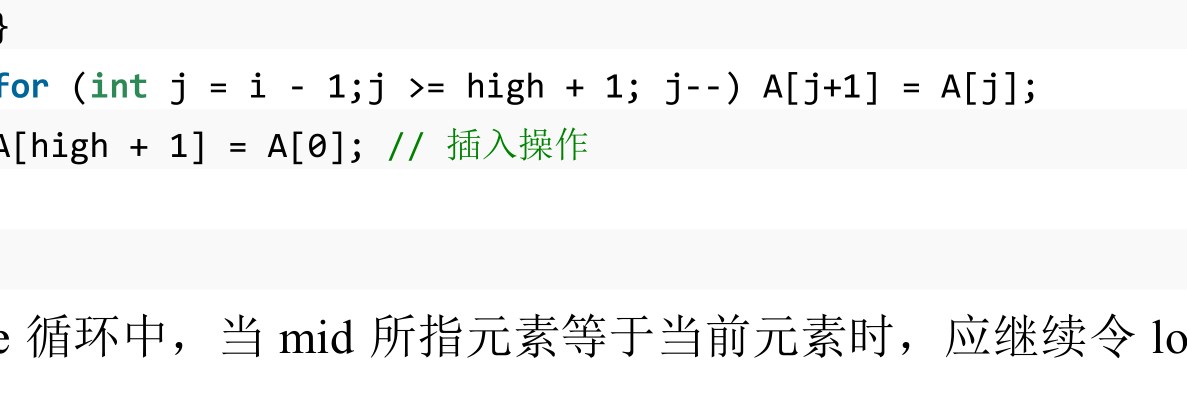 }
for (int j = i - 1;j >= high + 1; j--) A[j+1] = A[j];
A[high + 1] = A[0]; // 插入操作
e 循环中，当 mid 所指元素等于当前元素时，应继续令 lo